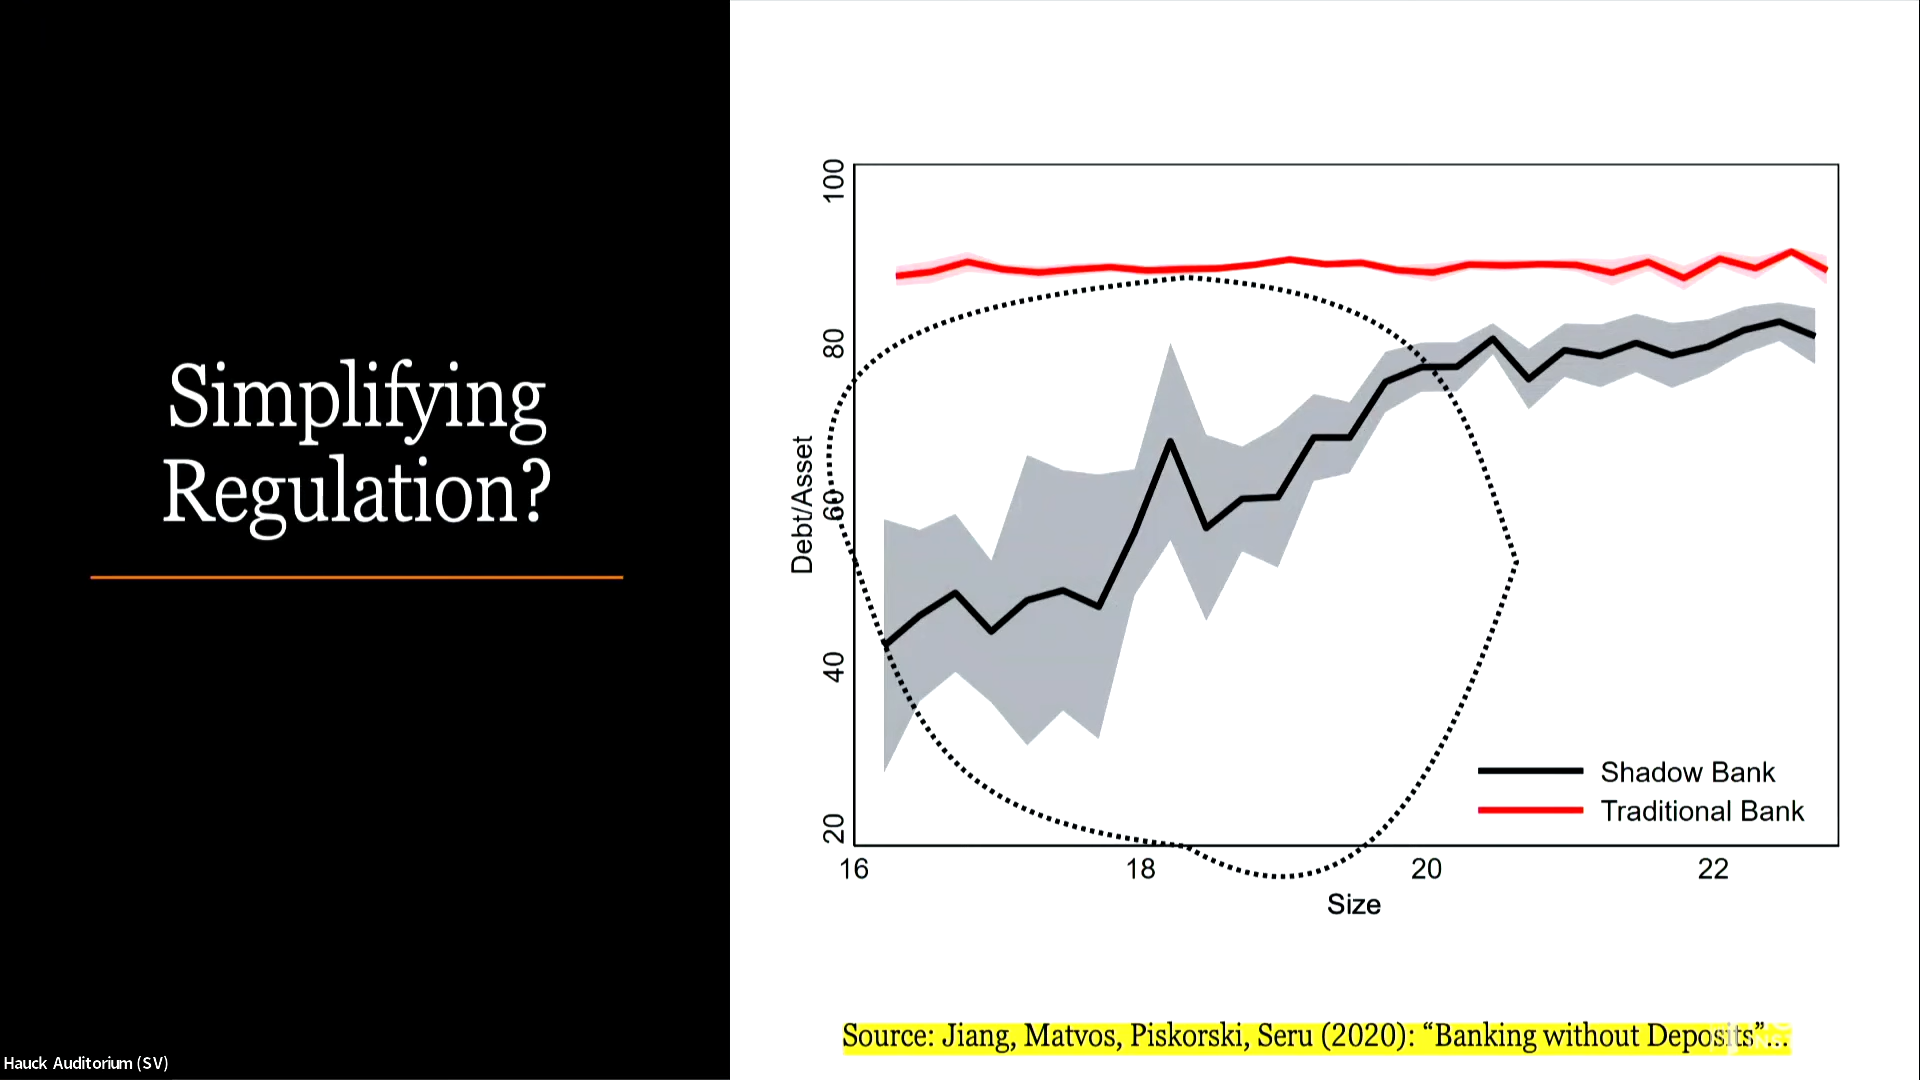 Simplifying
Regulation?
100
80
60
40
20
Debt/Asset
16 18 20 22
Size
Shadow Bank
Traditional Bank
Source: Jiang, Matvos, Piskorski, Seru (2020): “Banking without Deposits”...
Hauck Auditorium (SV)